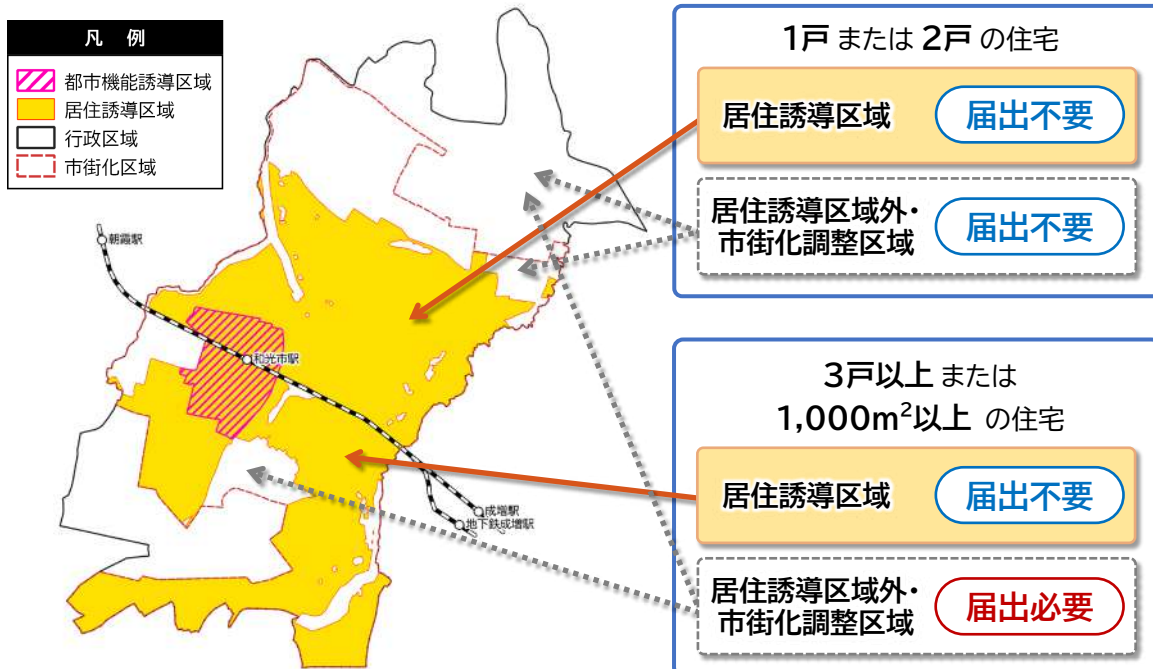 凡 例
都市機能誘導区域
居住誘導区域
行政区域
市街化区域
朝霞駅
和光市駅
成増駅
地下鉄成増駅
1戸 または 2戸 の住宅
居住誘導区域 届出不要
居住誘導区域外・
市街化調整区域
届出不要
3戸以上 または
1,000m²以上 の住宅
居住誘導区域 届出不要
居住誘導区域外・
市街化調整区域
届出必要